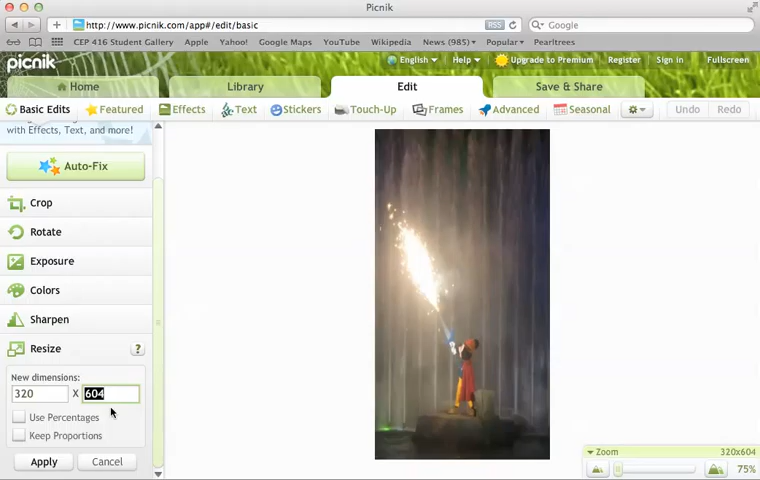 Picnik
http://www.picnik.com/app#/edit/basic
RSS
Google
CEP 416 Student Gallery Apple Yahoo! Google Maps YouTube Wikipedia News (985) Popular Pearltrees
picnik
English Help Upgrade to Premium Register Sign in Fullscreen
Home Library Edit Save & Share
Basic Edits Featured Effects Text Stickers Touch-Up Frames Advanced Seasonal Undo Redo
with Effects, Text, and more!
Auto-Fix
Crop
Rotate
Exposure
Colors
Sharpen
Resize ?
New dimensions:
320 X 604
Use Percentages
Keep Proportions
Apply Cancel
Zoom 320x604
75%